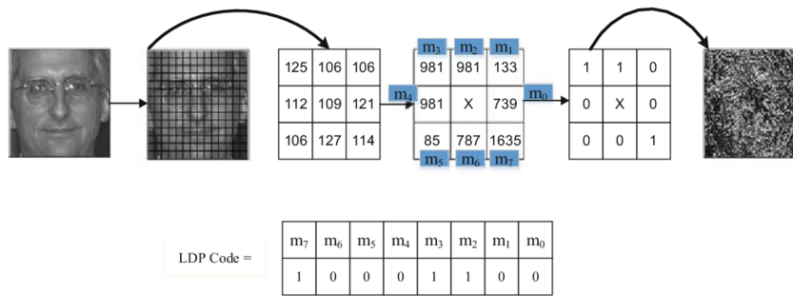 m₃ m₂ m₁
125 106 106
981 981 133
1 1 0
m₄ m₀
112 109 121
981 X 739
0 X 0
106 127 114
85 787 1635
0 0 1
m₅ m₆ m₇
LDP Code =
m₇ m₆ m₅ m₄ m₃ m₂ m₁ m₀
1 0 0 0 1 1 0 0